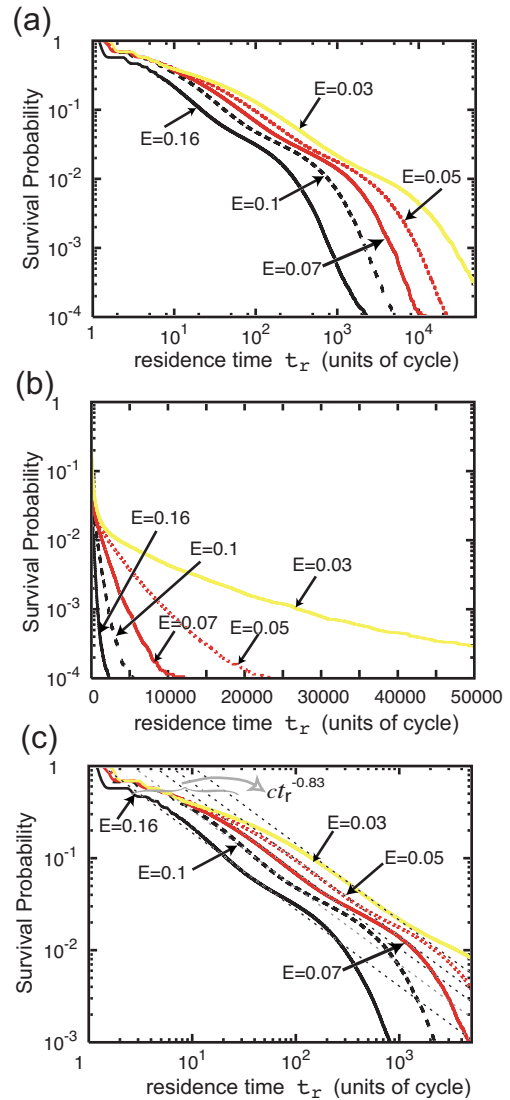 (a)
1
10^-1
10^-2
10^-3
10^-4
Survival Probability
E=0.03
E=0.16
E=0.05
E=0.1
E=0.07
1 10^1 10^2 10^3 10^4
residence time t_r (units of cycle)
(b)
1
10^-1
10^-2
10^-3
10^-4
Survival Probability
E=0.16
E=0.1
E=0.03
E=0.07
E=0.05
0 10000 20000 30000 40000 50000
residence time t_r (units of cycle)
(c)
1
10^-1
10^-2
10^-3
Survival Probability
ct_r^-0.83
E=0.16
E=0.03
E=0.1
E=0.05
E=0.07
1 10^1 10^2 10^3
residence time t_r (units of cycle)